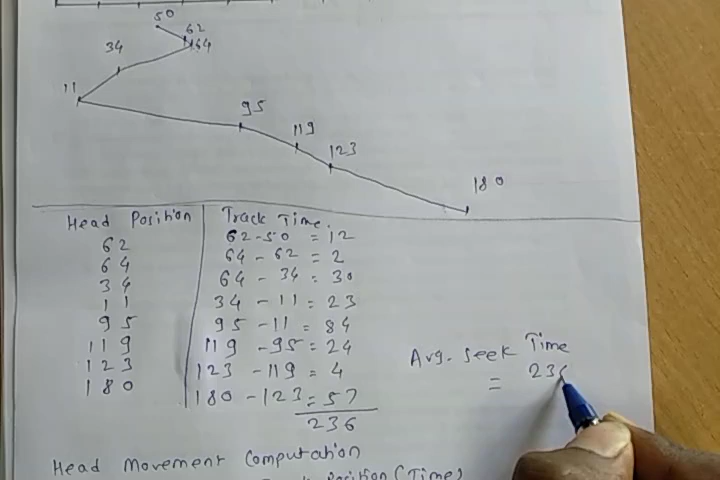 50
62
64
34
11
95
119
123
180
Head Position Track Time.
62 62-50 = 12
64 64 - 62 = 2
34 64 - 34 = 30
11 34 - 11 = 23
95 95 - 11 = 84
119 119 - 95 = 24
123 123 - 119 = 4
180 180 - 123 = 57
236
Avg. Seek Time
= 23
Head Movement Computation
Position (Time)